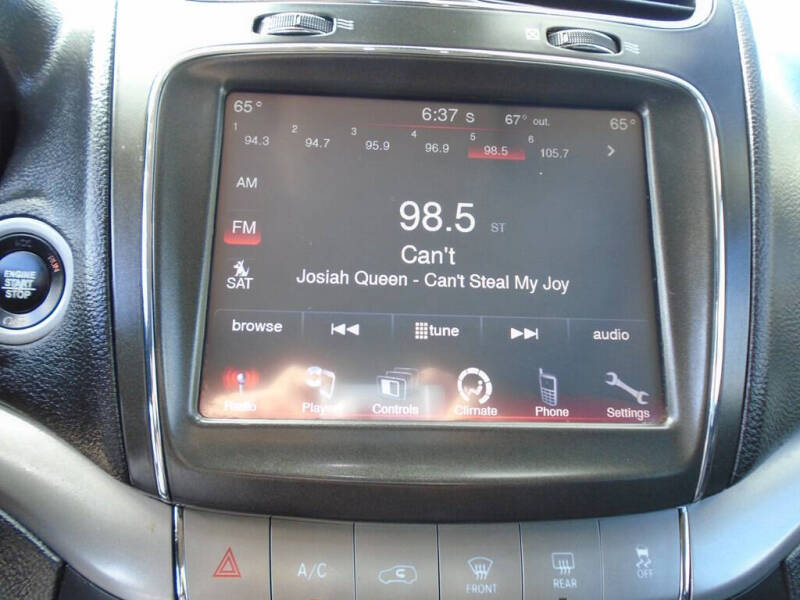 65°
6:37 S
67° out.
65°
1 94.3
2 94.7
3 95.9
4 96.9
5 98.5
6 105.7
AM
FM
SAT
98.5 ST
Can't
Josiah Queen - Can't Steal My Joy
browse
tune
audio
Radio
Player
Controls
Climate
Phone
Settings
ENGINE
START
STOP
RUN
A/C
FRONT
REAR
OFF